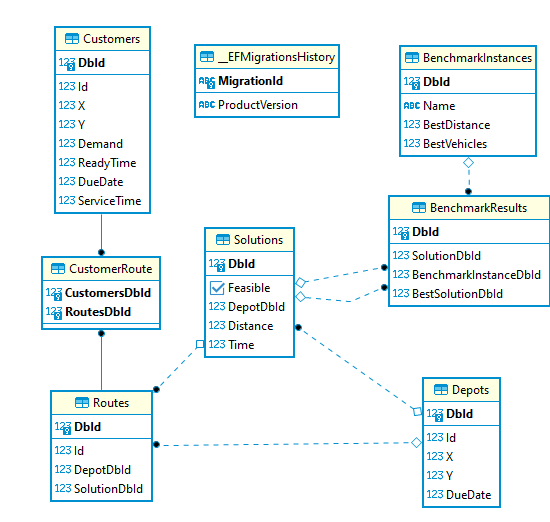 Customers
123 DbId
123 Id
123 X
123 Y
123 Demand
123 ReadyTime
123 DueDate
123 ServiceTime
__EFMigrationsHistory
ABC MigrationId
ABC ProductVersion
BenchmarkInstances
123 DbId
ABC Name
123 BestDistance
123 BestVehicles
BenchmarkResults
123 DbId
123 SolutionDbId
123 BenchmarkInstanceDbId
123 BestSolutionDbId
Solutions
123 DbId
Feasible
123 DepotDbId
123 Distance
123 Time
CustomerRoute
123 CustomersDbId
123 RoutesDbId
Routes
123 DbId
123 Id
123 DepotDbId
123 SolutionDbId
Depots
123 DbId
123 Id
123 X
123 Y
123 DueDate